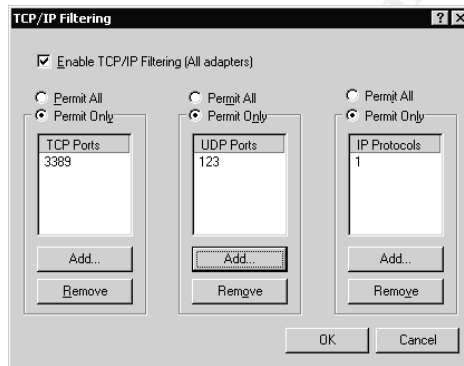 TCP/IP Filtering
Enable TCP/IP Filtering (All adapters)
Permit All
Permit Only
TCP Ports
3389
Add...
Remove
Permit All
Permit Only
UDP Ports
123
Add...
Remove
Permit All
Permit Only
IP Protocols
1
Add...
Remove
OK
Cancel